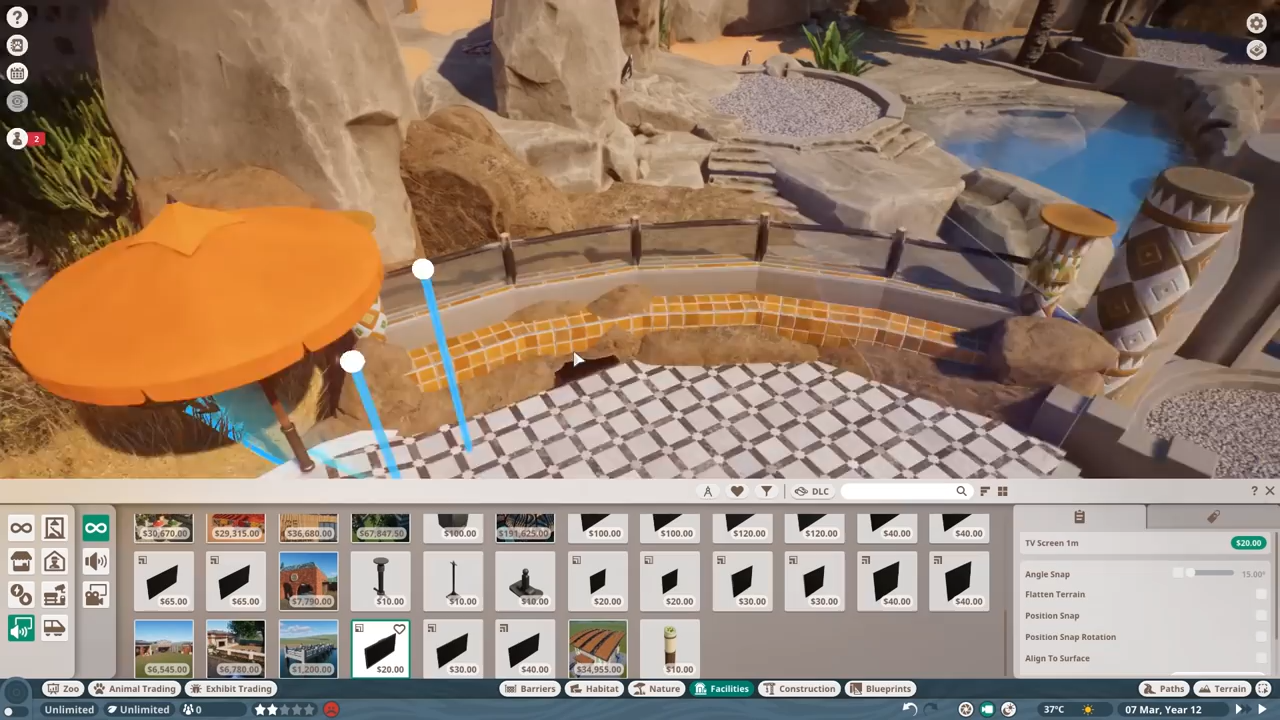 ?
2
DLC
?
$30,670.00
$29,315.00
$36,680.00
$67,847.50
$100.00
$191,625.00
$100.00
$100.00
$120.00
$120.00
$40.00
$40.00
$65.00
$65.00
$7,790.00
$10.00
$10.00
$10.00
$20.00
$20.00
$30.00
$30.00
$40.00
$40.00
$6,545.00
$6,780.00
$1,200.00
$20.00
$30.00
$40.00
$34,955.00
$10.00
TV Screen 1m
$20.00
Angle Snap
15.00°
Flatten Terrain
Position Snap
Position Snap Rotation
Align To Surface
Zoo
Animal Trading
Exhibit Trading
Barriers
Habitat
Nature
Facilities
Construction
Blueprints
Paths
Terrain
Unlimited
Unlimited
0
37°C
07 Mar, Year 12